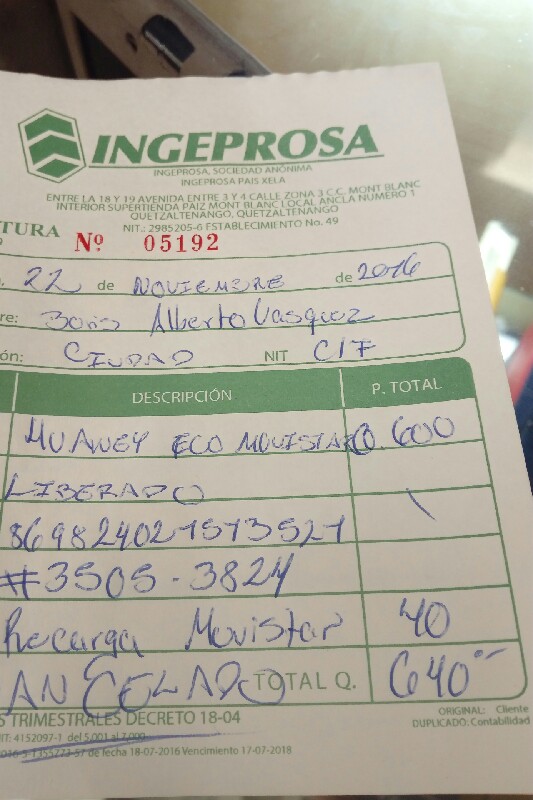 INGEPROSA
INGEPROSA, SOCIEDAD ANÓNIMA
INGEPROSA PAIS XELA
ENTRE LA 18 Y 19 AVENIDA ENTRE 3 Y 4 CALLE ZONA 3 C.C. MONT BLANC
INTERIOR SUPERTIENDA PAIZ MONT BLANC LOCAL ANCLA NUMERO 1
QUETZALTENANGO, QUETZALTENANGO
NIT.: 2985205-6 ESTABLECIMIENTO No. 49
TURA Nº 05192
22 de NOVIEMBRE de 2016
re: Boris Alberto Vasquez
ón: CIUDAD NIT C/F
DESCRIPCIÓN P. TOTAL
HUAWEY ECO MOVISTAR Q. 600
LIBERADO
869824027573527
#3505-3824
Recarga Movistar 40
ANCELADO TOTAL Q. 640
S TRIMESTRALES DECRETO 18-04
ORIGINAL: Cliente
DUPLICADO: Contabilidad
IT: 4152097-1 del 5,001 al 7,000
de fecha 18-07-2016 Vencimiento 17-07-2018